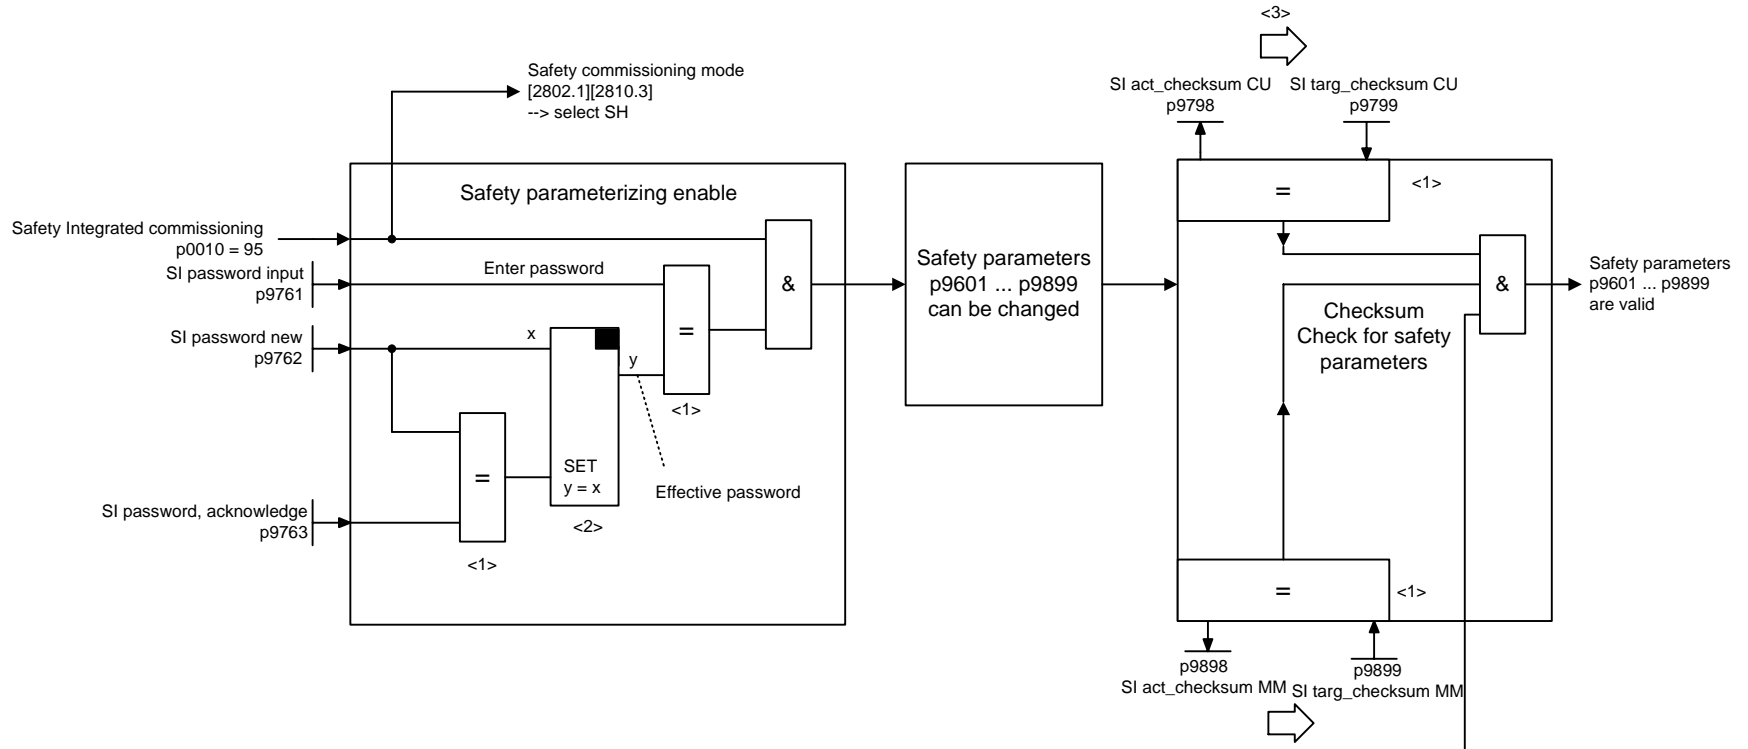 <3>
Safety commissioning mode
[2802.1][2810.3]
--> select SH
SI act_checksum CU
p9798
SI targ_checksum CU
p9799
Safety parameterizing enable
=
<1>
Safety Integrated commissioning
p0010 = 95
SI password input
p9761
Enter password
&
Safety parameters
p9601 ... p9899
can be changed
&
Safety parameters
p9601 ... p9899
are valid
Checksum
Check for safety
parameters
SI password new
p9762
x
y
=
<1>
=
SET
y = x
Effective password
<2>
SI password, acknowledge
p9763
<1>
=
<1>
p9898
SI act_checksum MM
p9899
SI targ_checksum MM